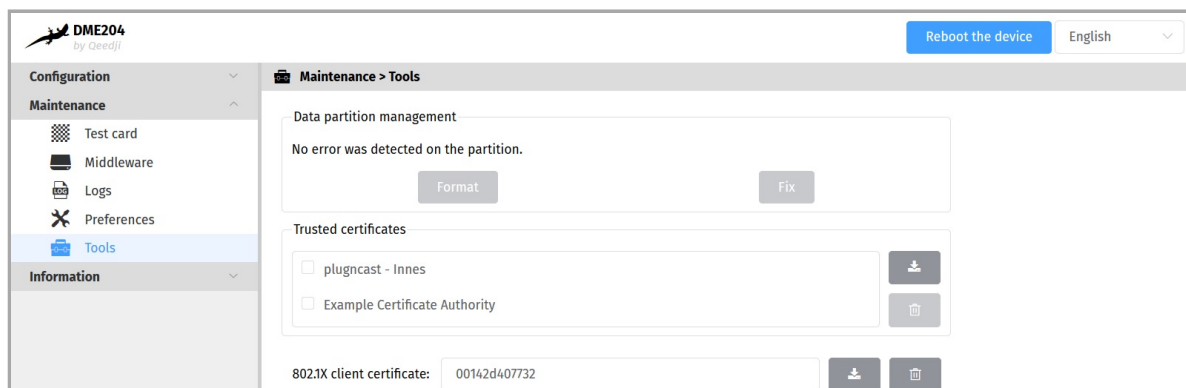 DME204
by Qeedji
Reboot the device
English
Configuration
Maintenance
Test card
Middleware
LOG
Logs
Preferences
Tools
Information
Maintenance > Tools
Data partition management
No error was detected on the partition.
Format
Fix
Trusted certificates
plugncast - Innes
Example Certificate Authority
802.1X client certificate:
00142d407732